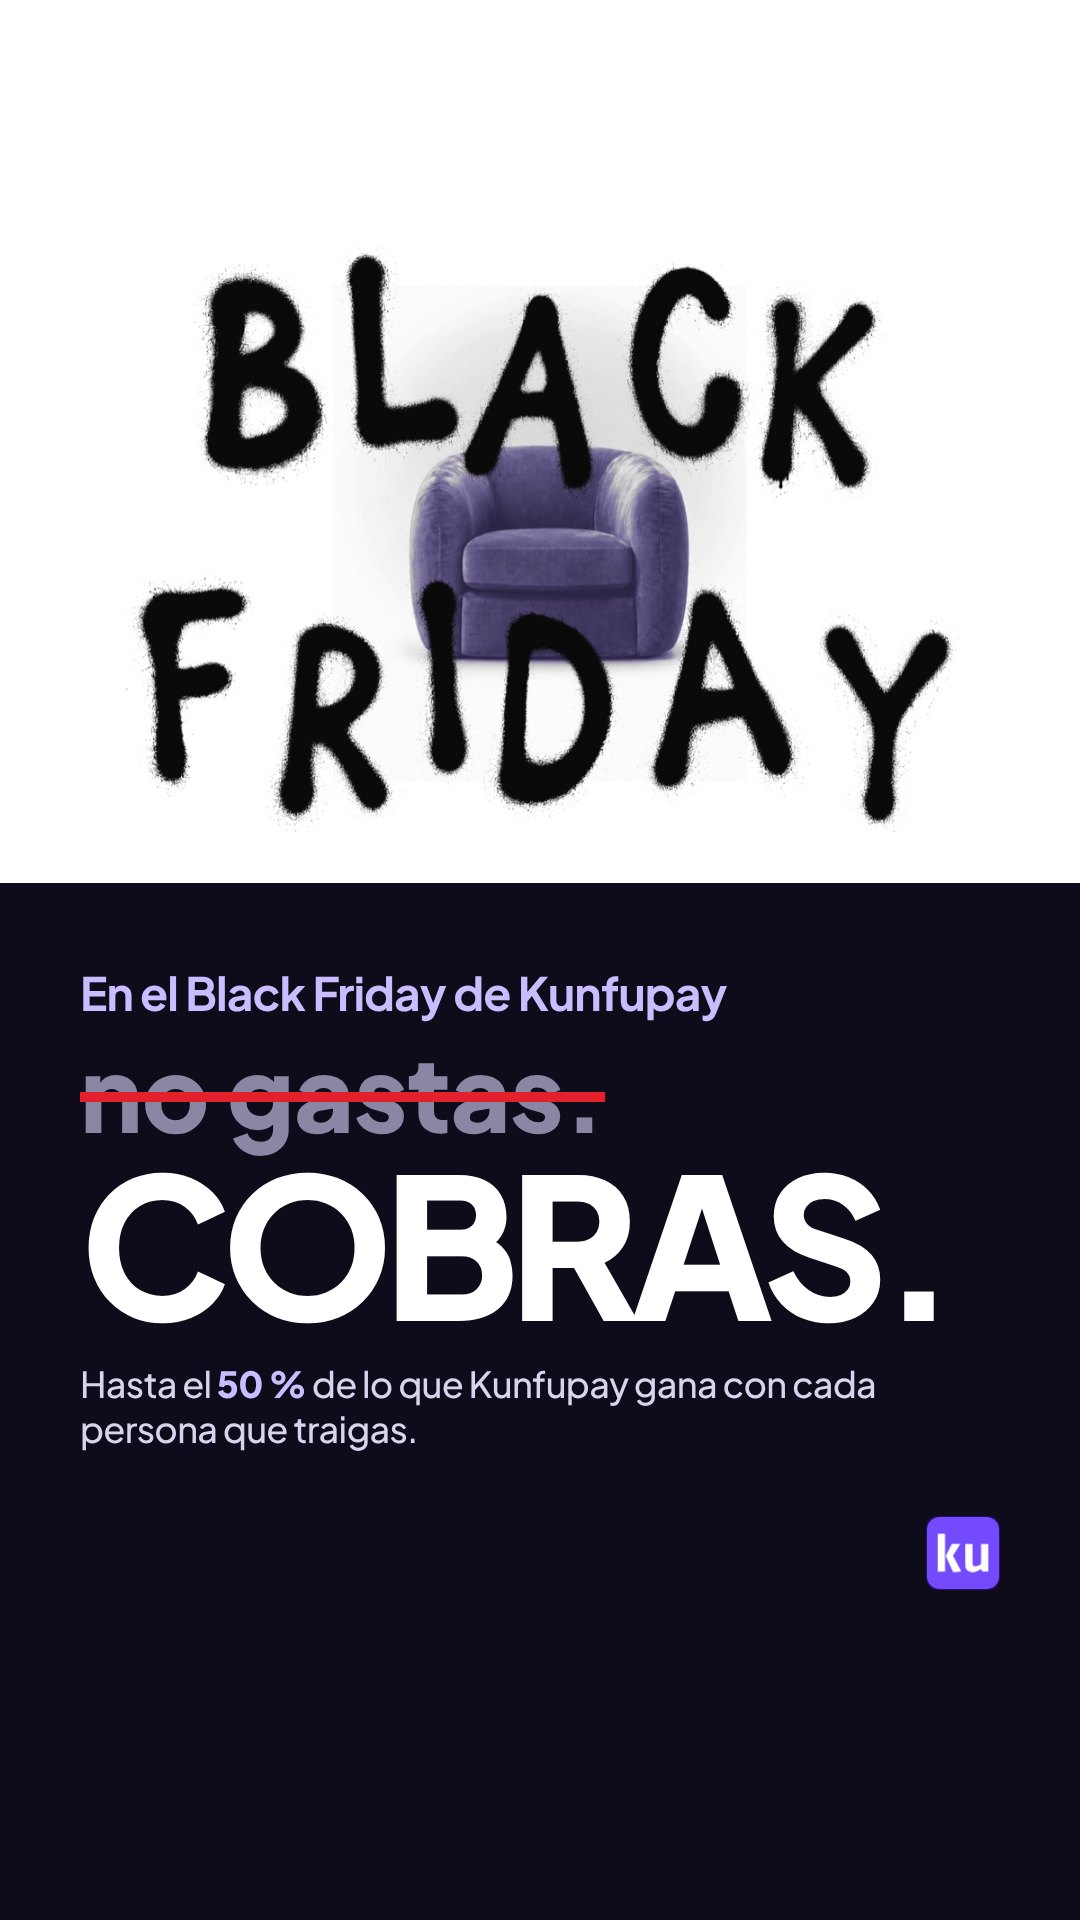 BLACK
FRIDAY
En el Black Friday de Kunfupay
no gastas.
COBRAS.
Hasta el 50 % de lo que Kunfupay gana con cada
persona que traigas.
ku